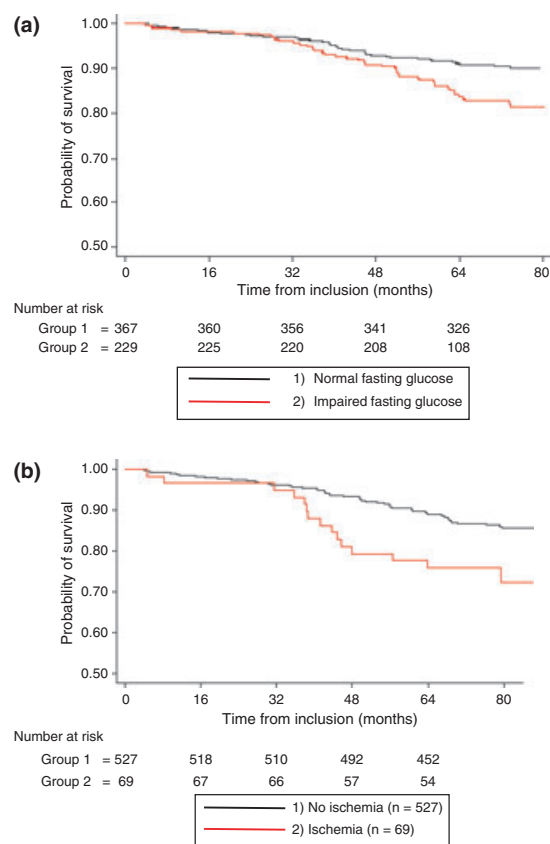 (a)
1.00
0.90
0.80
0.70
0.60
0.50
Probability of survival
0 16 32 48 64 80
Time from inclusion (months)
Number at risk
Group 1 = 367 360 356 341 326
Group 2 = 229 225 220 208 108
1) Normal fasting glucose
2) Impaired fasting glucose
(b)
1.00
0.90
0.80
0.70
0.60
0.50
Probability of survival
0 16 32 48 64 80
Time from inclusion (months)
Number at risk
Group 1 = 527 518 510 492 452
Group 2 = 69 67 66 57 54
1) No ischemia (n = 527)
2) Ischemia (n = 69)